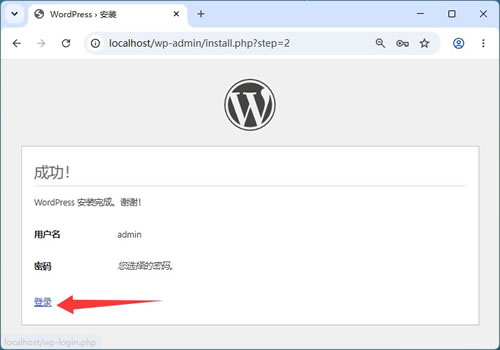 WordPress › 安装
localhost/wp-admin/install.php?step=2
成功！
WordPress 安装完成。谢谢！
用户名 admin
密码 您选择的密码。
登录
localhost/wp-login.php